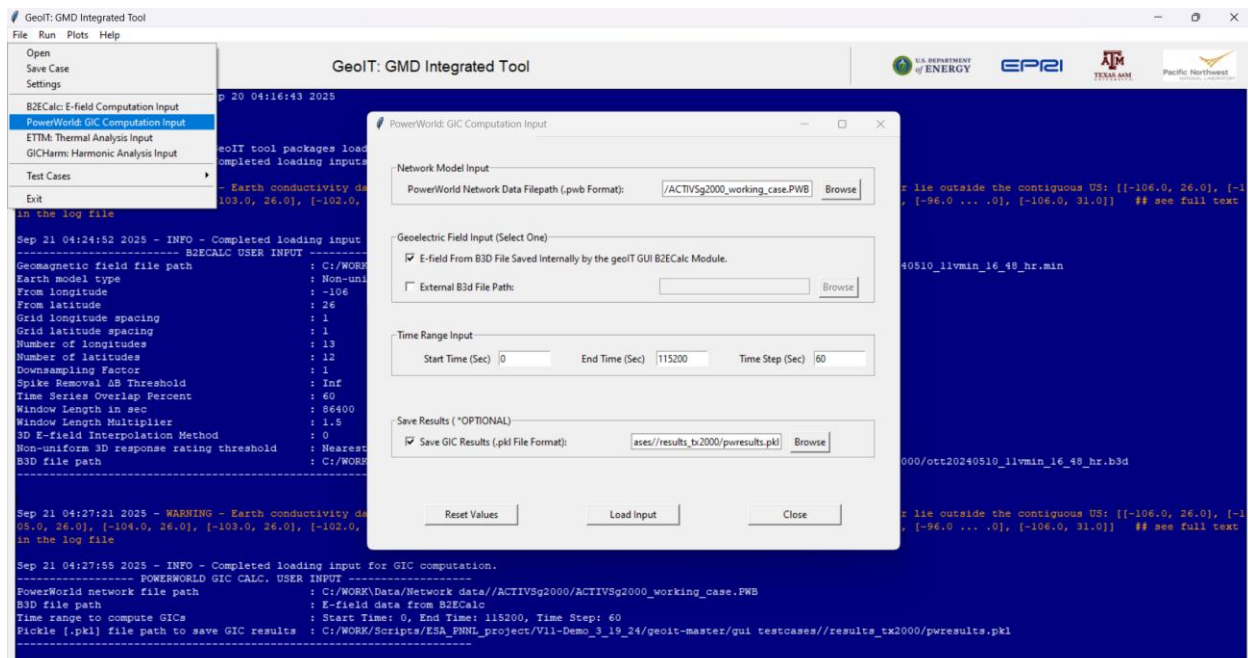 GeoIT: GMD Integrated Tool
File Run Plots Help
Open
Save Case
Settings
B2ECalc: E-field Computation Input
PowerWorld: GIC Computation Input
ETTM: Thermal Analysis Input
GICHarm: Harmonic Analysis Input
Test Cases
Exit
GeoIT: GMD Integrated Tool
U.S. DEPARTMENT of ENERGY
EPRI
TEXAS A&M
Pacific Northwest
p 20 04:16:43 2025
eoIT tool packages load
ompleted loading inputs
- Earth conductivity da
r lie outside the contiguous US: [[-106.0, 26.0], [-1
103.0, 26.0], [-102.0,
, [-96.0 ... .0], [-106.0, 31.0]] ## see full text
in the log file
Sep 21 04:24:52 2025 - INFO - Completed loading input
------------------------ B2ECALC USER INPUT ---------
Geomagnetic field file path : C:/WORK
40510_11vmin_16_48_hr.min
Earth model type : Non-uni
From longitude : -106
From latitude : 26
Grid longitude spacing : 1
Grid latitude spacing : 1
Number of longitudes : 13
Number of latitudes : 12
Downsampling Factor : 1
Spike Removal ΔB Threshold : Inf
Time Series Overlap Percent : 60
Window Length in sec : 86400
Window Length Multiplier : 1.5
3D E-field Interpolation Method : 0
Non-uniform 3D response rating threshold : Nearest
B3D file path : C:/WORK
000/ott20240510_11vmin_16_48_hr.b3d
Sep 21 04:27:21 2025 - WARNING - Earth conductivity da
r lie outside the contiguous US: [[-106.0, 26.0], [-1
05.0, 26.0], [-104.0, 26.0], [-103.0, 26.0], [-102.0,
, [-96.0 ... .0], [-106.0, 31.0]] ## see full text
in the log file
Sep 21 04:27:55 2025 - INFO - Completed loading input for GIC computation.
----------------- POWERWORLD GIC CALC. USER INPUT -------------------
PowerWorld network file path : C:/WORK\Data/Network data//ACTIVSg2000/ACTIVSg2000_working_case.PWB
B3D file path : E-field data from B2ECalc
Time range to compute GICs : Start Time: 0, End Time: 115200, Time Step: 60
Pickle [.pkl] file path to save GIC results : C:/WORK/Scripts/ESA_PNNL_project/V11-Demo_3_19_24/geoit-master/gui testcases//results_tx2000/pwresults.pkl
PowerWorld: GIC Computation Input
Network Model Input
PowerWorld Network Data Filepath (.pwb Format): /ACTIVSg2000_working_case.PWB Browse
Geoelectric Field Input (Select One)
E-field From B3D File Saved Internally by the geoIT GUI B2ECalc Module.
External B3d File Path: Browse
Time Range Input
Start Time (Sec) 0 End Time (Sec) 115200 Time Step (Sec) 60
Save Results ( *OPTIONAL)
Save GIC Results (.pkl File Format): ases//results_tx2000/pwresults.pkl Browse
Reset Values Load Input Close